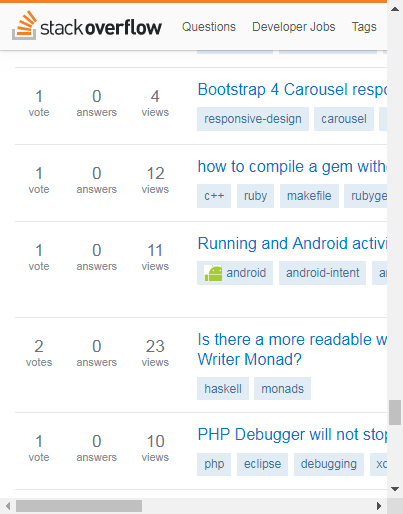 stackoverflow Questions Developer Jobs Tags
1 0 4 Bootstrap 4 Carousel respo
vote answers views responsive-design carousel
1 0 12 how to compile a gem with
vote answers views c++ ruby makefile rubyge
1 0 11 Running and Android activi
vote answers views android android-intent
2 0 23 Is there a more readable w
votes answers views Writer Monad?
haskell monads
1 0 10 PHP Debugger will not stop
vote answers views php eclipse debugging xc